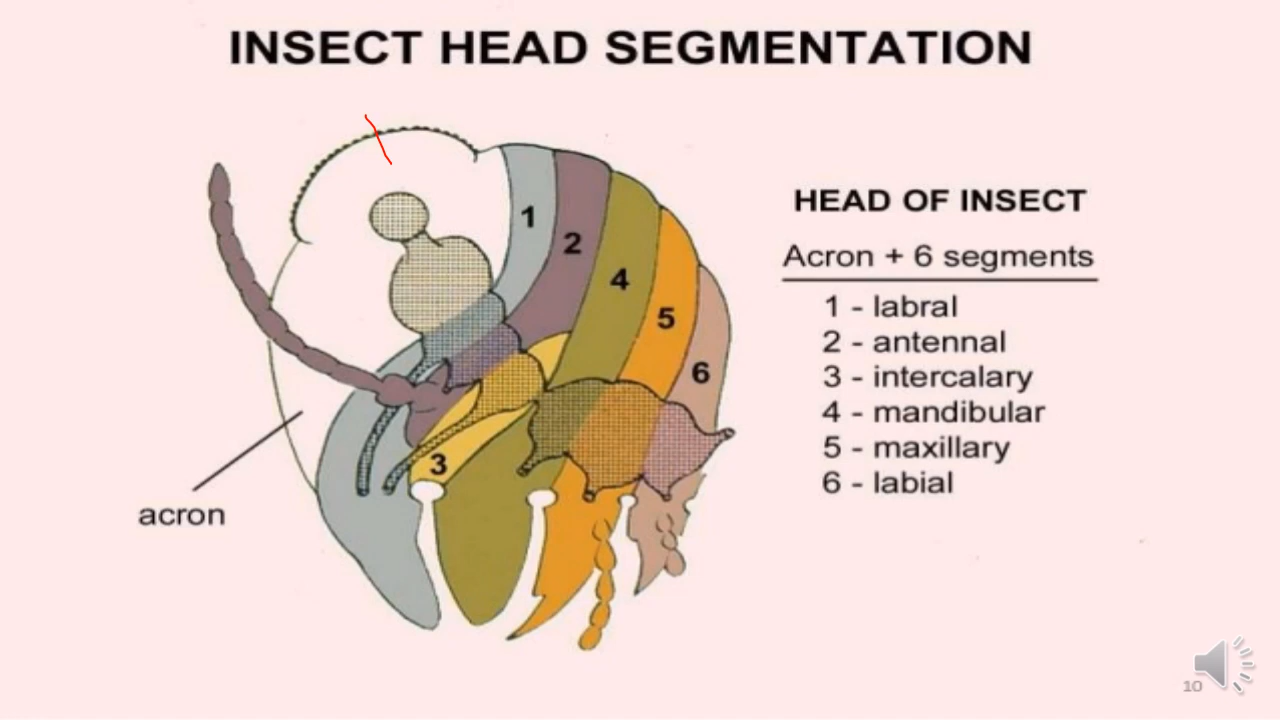 INSECT HEAD SEGMENTATION
1
2
4
5
6
3
acron
HEAD OF INSECT
Acron + 6 segments
1 - labral
2 - antennal
3 - intercalary
4 - mandibular
5 - maxillary
6 - labial
10